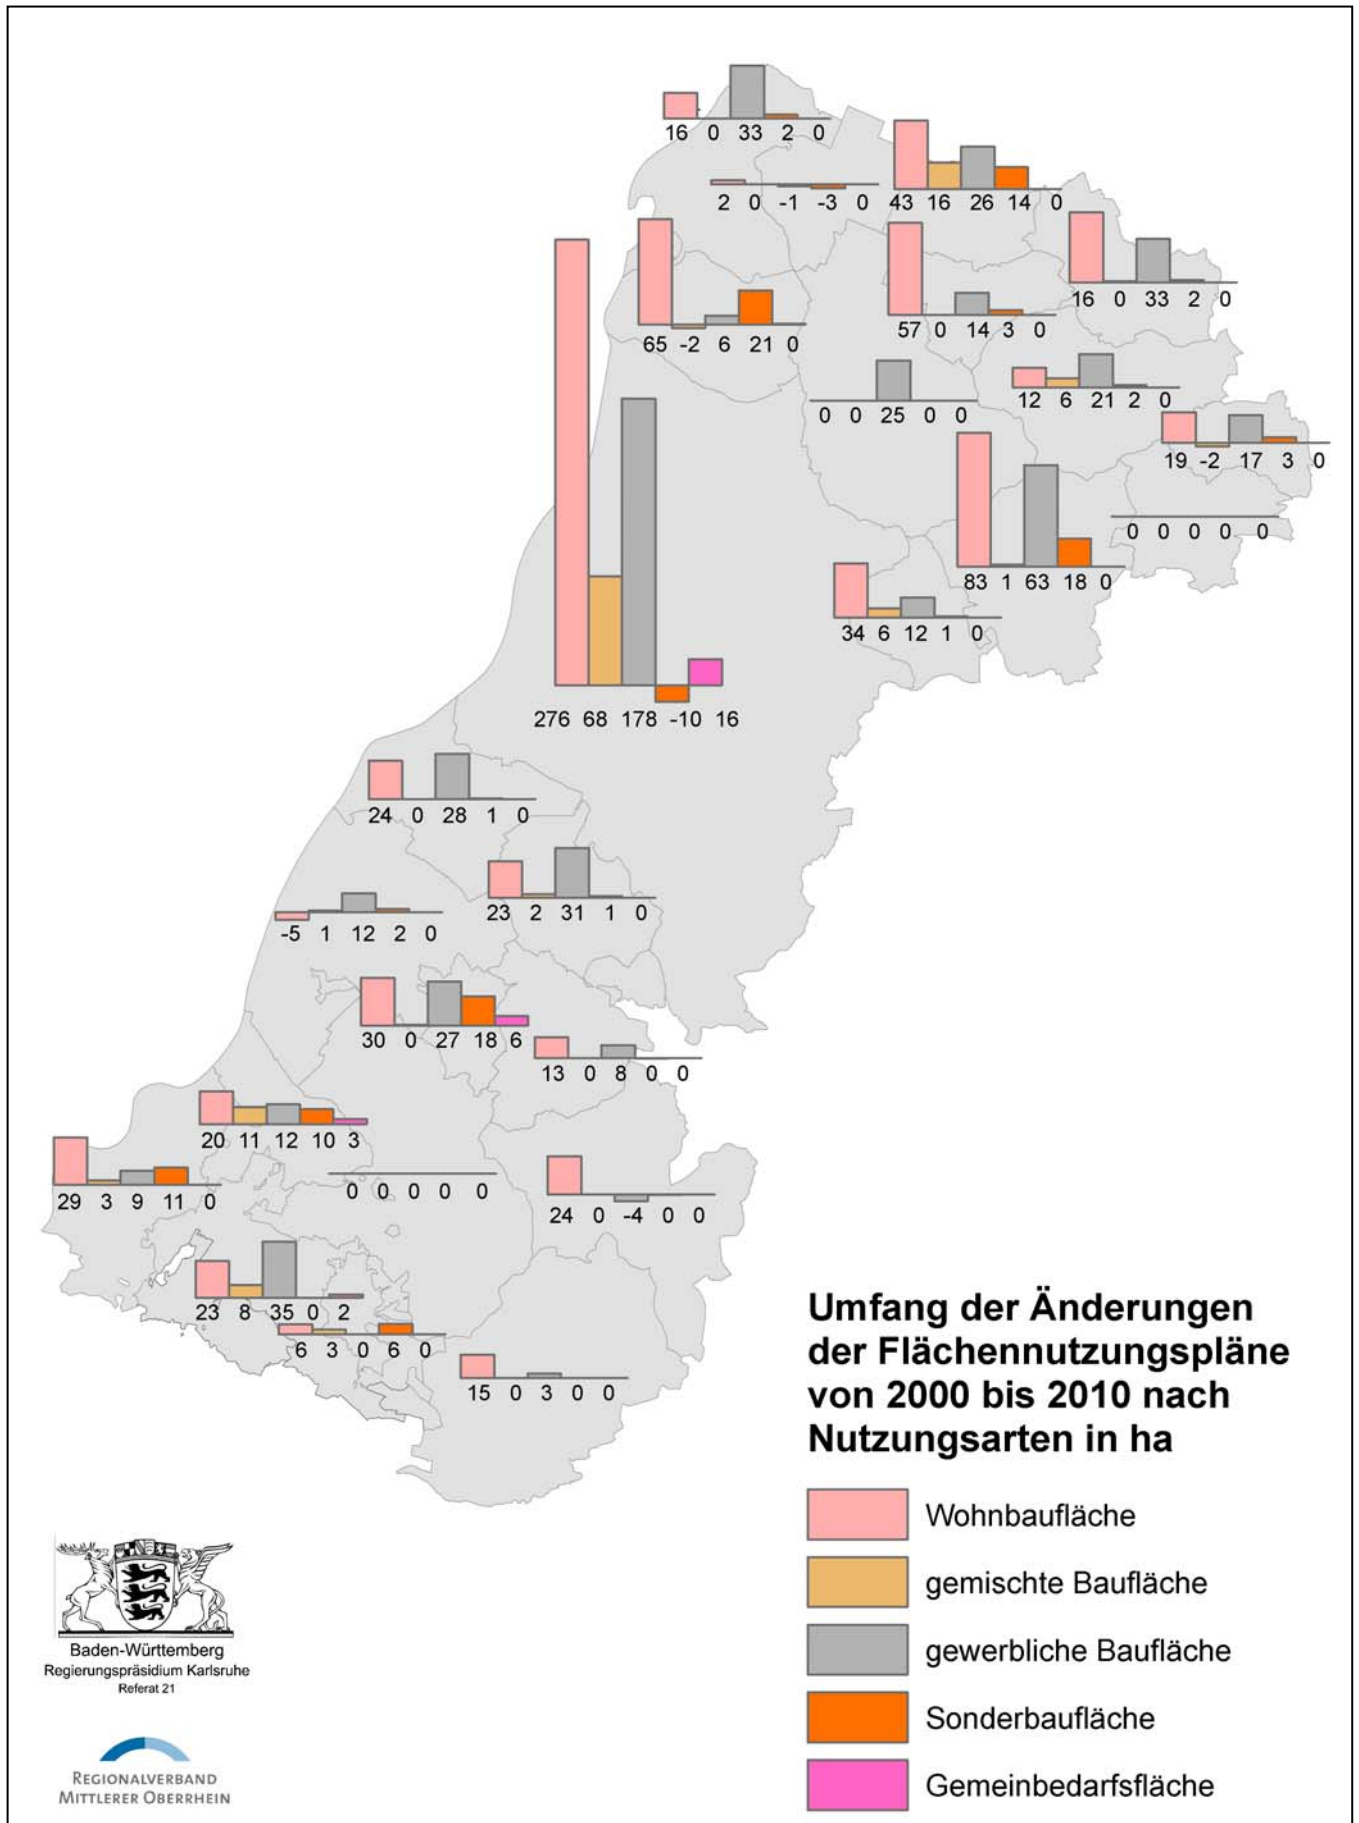 16 0 33 2 0
2 0 -1 -3 0
43 16 26 14 0
16 0 33 2 0
57 0 14 3 0
65 -2 6 21 0
12 6 21 2 0
0 0 25 0 0
19 -2 17 3 0
0 0 0 0 0
83 1 63 18 0
34 6 12 1 0
276 68 178 -10 16
24 0 28 1 0
23 2 31 1 0
-5 1 12 2 0
30 0 27 18 6
13 0 8 0 0
20 11 12 10 3
29 3 9 11 0
0 0 0 0 0
24 0 -4 0 0
23 8 35 0 2
6 3 0 6 0
15 0 3 0 0
Umfang der Änderungen
der Flächennutzungspläne
von 2000 bis 2010 nach
Nutzungsarten in ha
Wohnbaufläche
gemischte Baufläche
gewerbliche Baufläche
Sonderbaufläche
Gemeinbedarfsfläche
Baden-Württemberg
Regierungspräsidium Karlsruhe
Referat 21
REGIONALVERBAND
MITTLERER OBERRHEIN